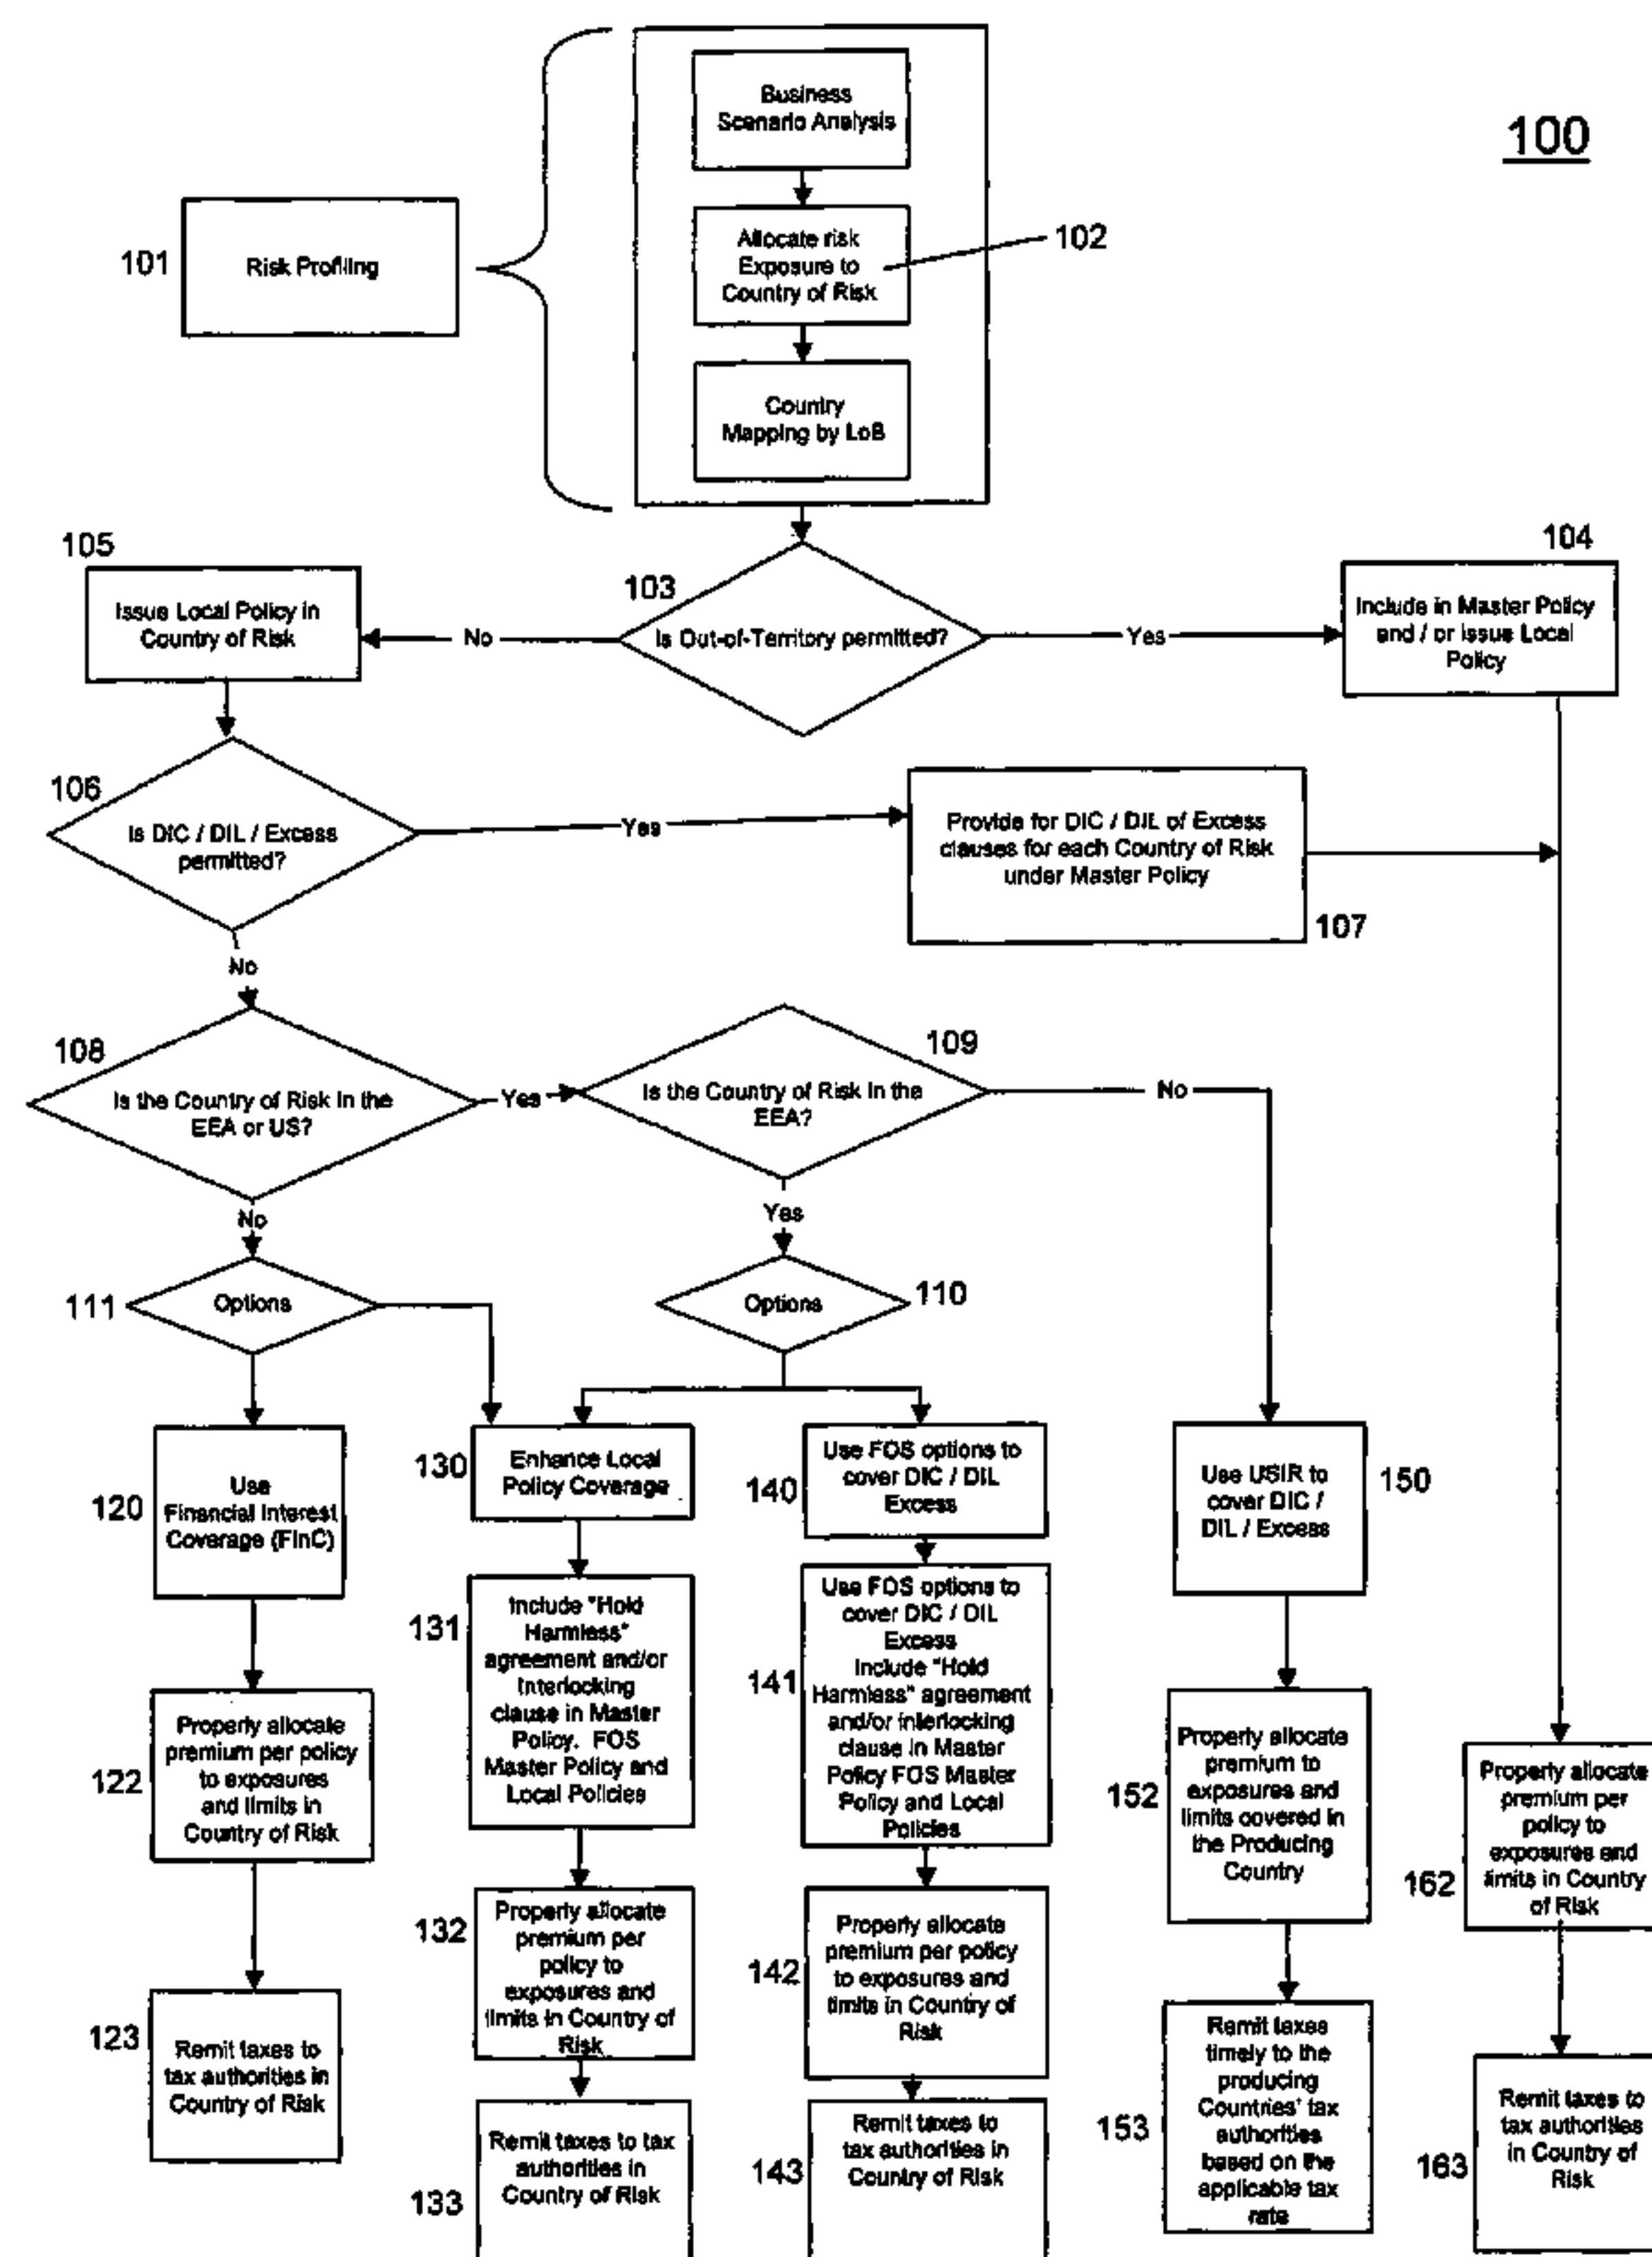 100
Business
Scenario Analysis
101
Risk Profiling
Allocate risk
Exposure to
Country of Risk
102
Country
Mapping by LoB
105
Issue Local Policy in
Country of Risk
No
103
Is Out-of-Territory permitted?
Yes
104
Include in Master Policy
and / or Issue Local
Policy
106
Is DIC / DIL / Excess
permitted?
Yes
Provide for DIC / DIL of Excess
clauses for each Country of Risk
under Master Policy
107
No
108
Is the Country of Risk in the
EEA or US?
Yes
109
Is the Country of Risk in the
EEA?
No
No
Yes
111
Options
Options
110
120
Use
Financial Interest
Coverage (FInC)
130
Enhance Local
Policy Coverage
140
Use FOS options to
cover DIC / DIL
Excess
Use USIR to
cover DIC /
DIL / Excess
150
131
Include "Hold
Harmless"
agreement and/or
Interlocking
clause in Master
Policy. FOS
Master Policy and
Local Policies
141
Use FOS options to
cover DIC / DIL
Excess
Include "Hold
Harmless" agreement
and/or interlocking
clause in Master
Policy FOS Master
Policy and Local
Policies
122
Properly allocate
premium per policy
to exposures
and limits in
Country of Risk
152
Properly allocate
premium to
exposures and
limits covered in
the Producing
Country
162
Properly allocate
premium per
policy to
exposures and
limits in Country
of Risk
132
Properly allocate
premium per
policy to
exposures and
limits in Country of
Risk
142
Properly allocate
premium per policy
to exposures and
limits in Country of
Risk
123
Remit taxes to
tax authorities in
Country of Risk
133
Remit taxes to tax
authorities in
Country of Risk
143
Remit taxes to
tax authorities in
Country of Risk
153
Remit taxes
timely to the
producing
Countries' tax
authorities
based on the
applicable tax
rate
163
Remit taxes to
tax authorities
in Country of
Risk